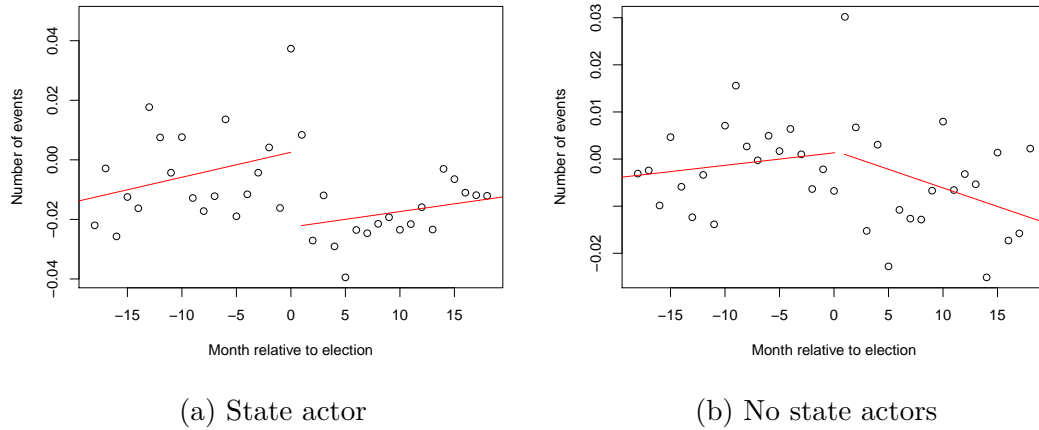 0.04
0.02
0.00
−0.02
−0.04
Number of events
−15 −10 −5 0 5 10 15
Month relative to election
(a) State actor
0.03
0.01
0.00
−0.02
Number of events
−15 −10 −5 0 5 10 15
Month relative to election
(b) No state actors